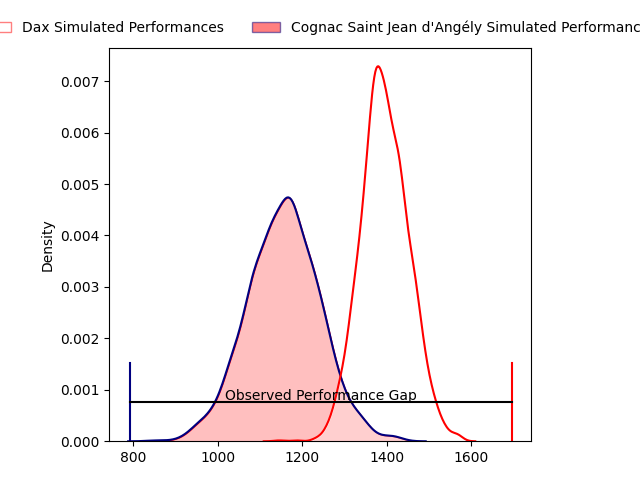 Dax Simulated Performances
Cognac Saint Jean d'Angély Simulated Performanc
0.007
0.006
0.005
0.004
0.003
0.002
0.001
0.000
Density
Observed Performance Gap
800 1000 1200 1400 1600